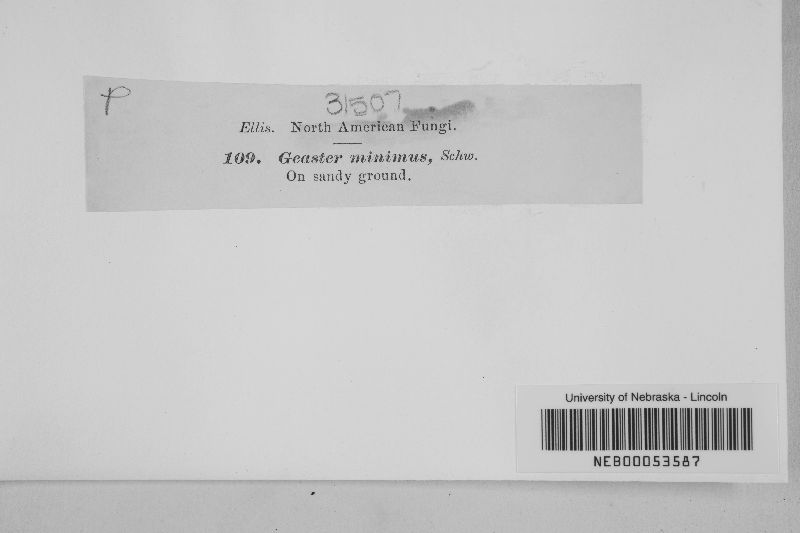 P
31507
Ellis. North American Fungi.
109. Geaster minimus, Schw.
On sandy ground.
University of Nebraska - Lincoln
NEB00053587